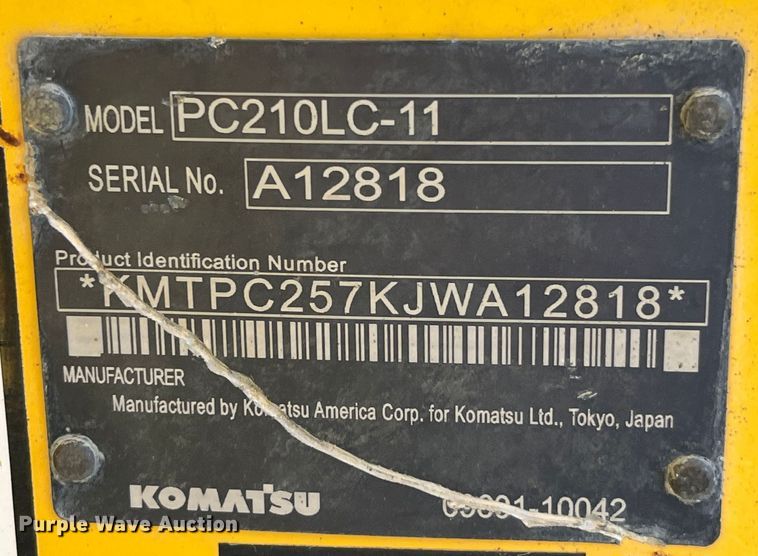 MODEL PC210LC-11
SERIAL No. A12818
Product Identification Number
*KMTPC257KJWA12818*
MANUFACTURER
Manufactured by Komatsu America Corp. for Komatsu Ltd., Tokyo, Japan
KOMATSU
Purple Wave Auction